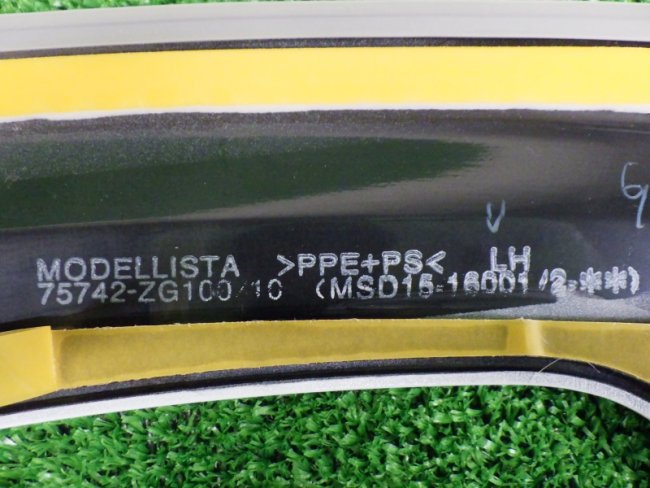 MODELLISTA >PPE+PS< LH
75742-ZG100/10 (MSD15-16001/2-**)